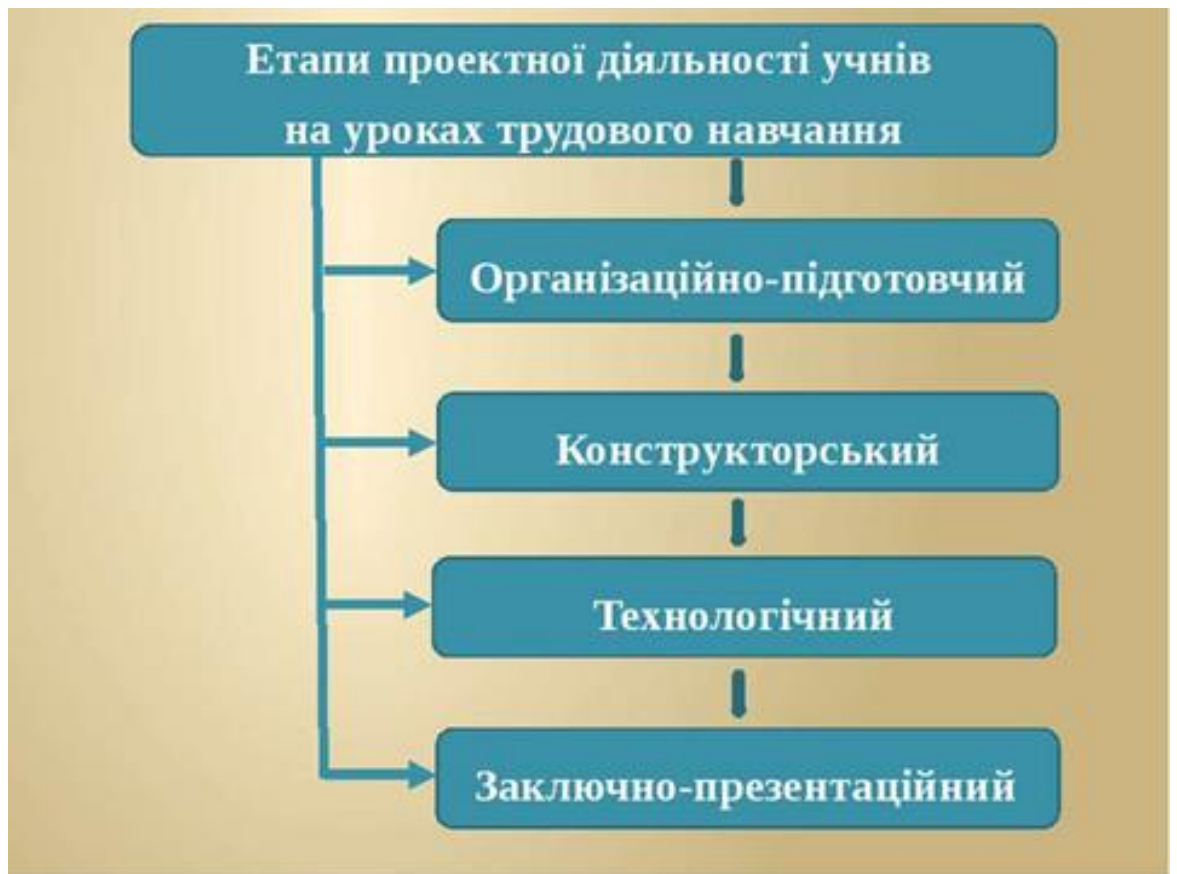 Етапи проектної діяльності учнів
на уроках трудового навчання
Організаційно-підготовчий
Конструкторський
Технологічний
Заключно-презентаційний